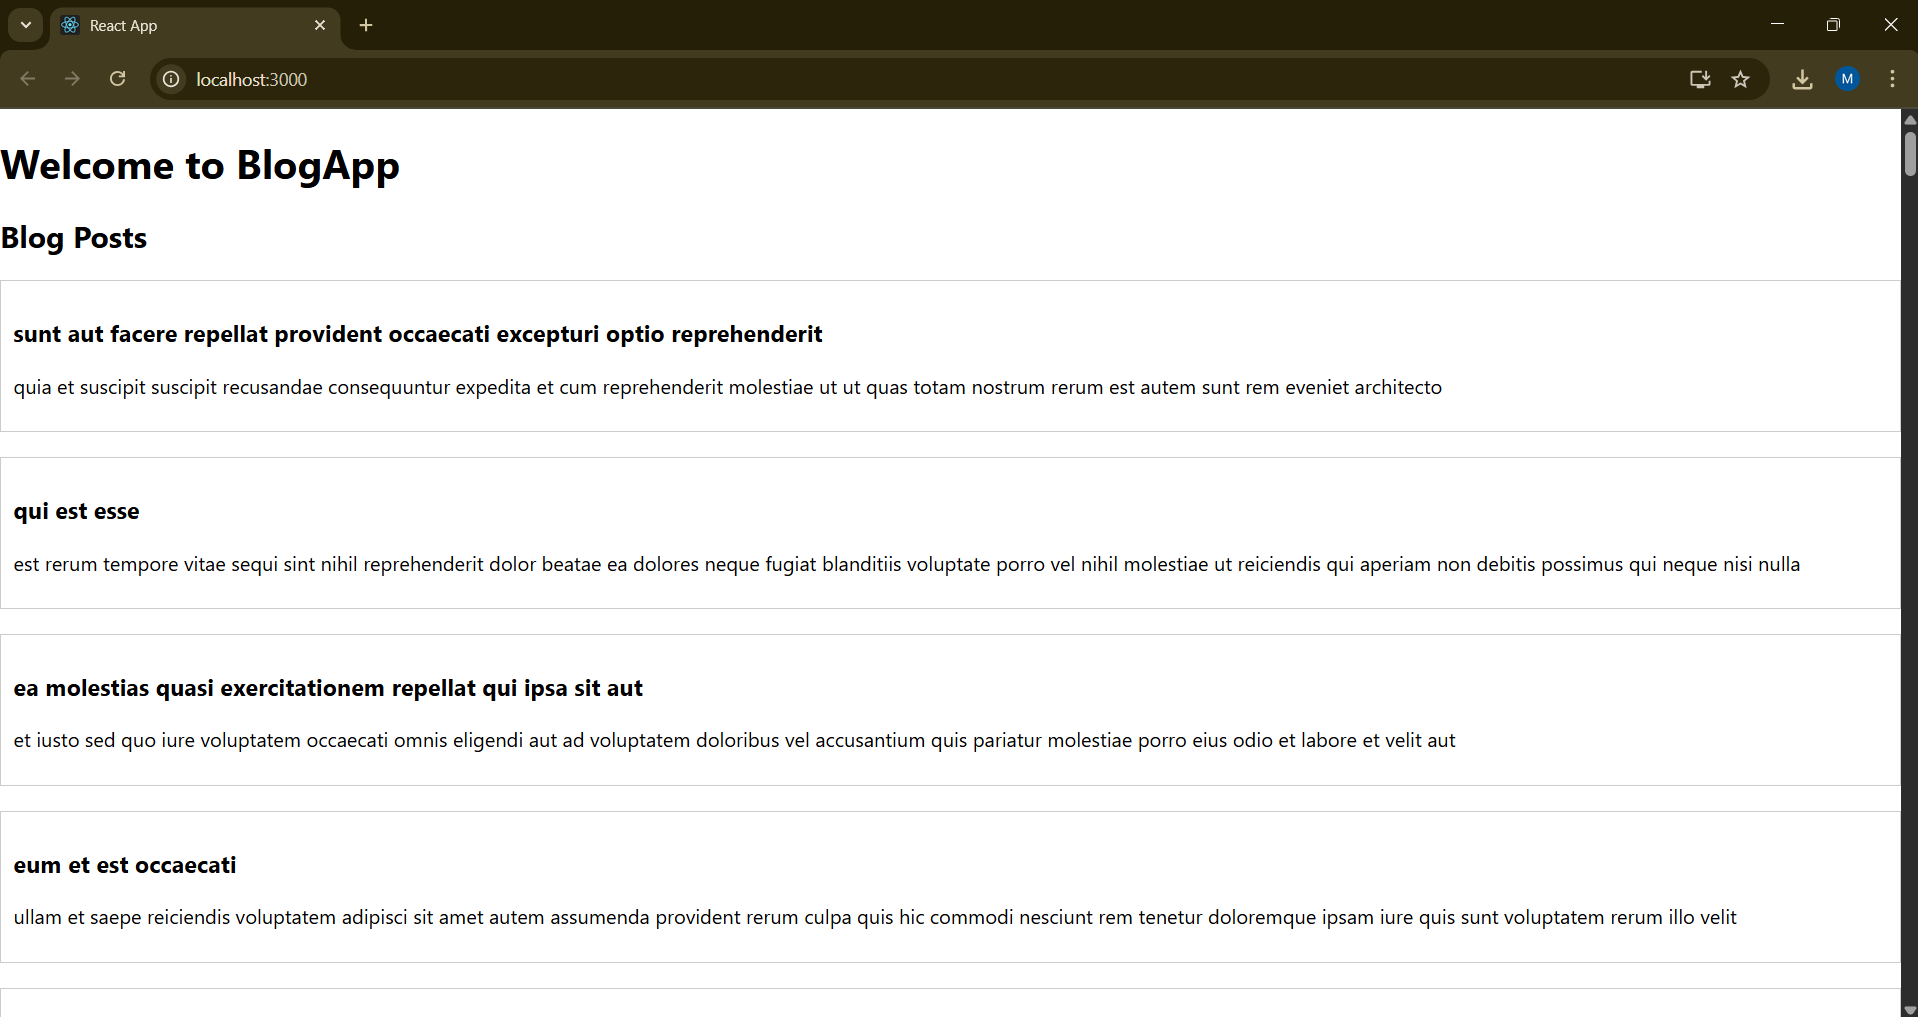 React App
localhost:3000
M
Welcome to BlogApp
Blog Posts
sunt aut facere repellat provident occaecati excepturi optio reprehenderit
quia et suscipit suscipit recusandae consequuntur expedita et cum reprehenderit molestiae ut ut quas totam nostrum rerum est autem sunt rem eveniet architecto
qui est esse
est rerum tempore vitae sequi sint nihil reprehenderit dolor beatae ea dolores neque fugiat blanditiis voluptate porro vel nihil molestiae ut reiciendis qui aperiam non debitis possimus qui neque nisi nulla
ea molestias quasi exercitationem repellat qui ipsa sit aut
et iusto sed quo iure voluptatem occaecati omnis eligendi aut ad voluptatem doloribus vel accusantium quis pariatur molestiae porro eius odio et labore et velit aut
eum et est occaecati
ullam et saepe reiciendis voluptatem adipisci sit amet autem assumenda provident rerum culpa quis hic commodi nesciunt rem tenetur doloremque ipsam iure quis sunt voluptatem rerum illo velit